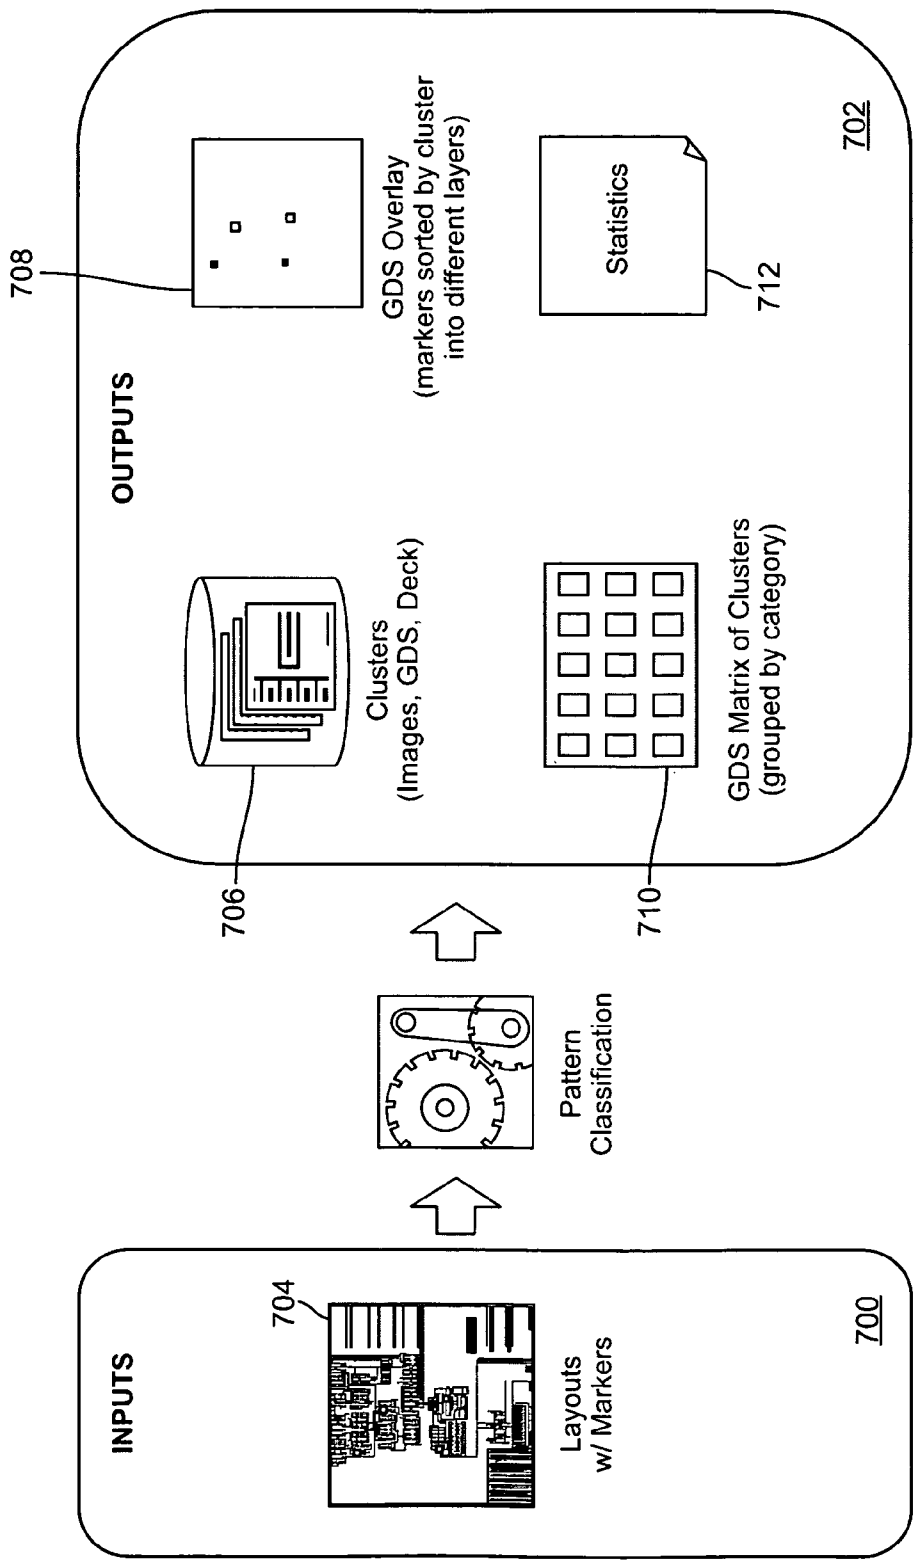 INPUTS
704
Layouts
w/ Markers
700
Pattern
Classification
OUTPUTS
706
Clusters
(Images, GDS, Deck)
708
GDS Overlay
(markers sorted by cluster
into different layers)
710
GDS Matrix of Clusters
(grouped by category)
Statistics
712
702